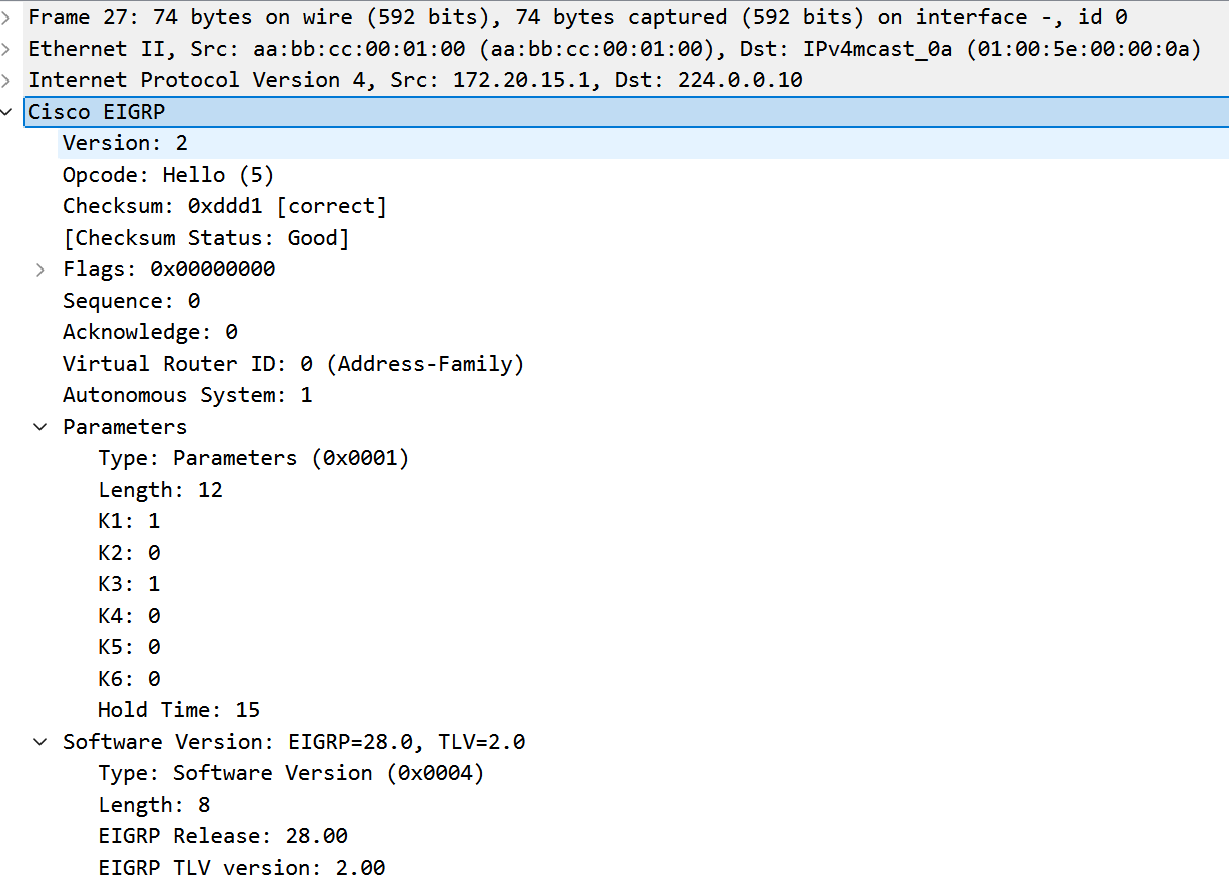 Frame 27: 74 bytes on wire (592 bits), 74 bytes captured (592 bits) on interface -, id 0
Ethernet II, Src: aa:bb:cc:00:01:00 (aa:bb:cc:00:01:00), Dst: IPv4mcast_0a (01:00:5e:00:00:0a)
Internet Protocol Version 4, Src: 172.20.15.1, Dst: 224.0.0.10
Cisco EIGRP
Version: 2
Opcode: Hello (5)
Checksum: 0xddd1 [correct]
[Checksum Status: Good]
Flags: 0x00000000
Sequence: 0
Acknowledge: 0
Virtual Router ID: 0 (Address-Family)
Autonomous System: 1
Parameters
Type: Parameters (0x0001)
Length: 12
K1: 1
K2: 0
K3: 1
K4: 0
K5: 0
K6: 0
Hold Time: 15
Software Version: EIGRP=28.0, TLV=2.0
Type: Software Version (0x0004)
Length: 8
EIGRP Release: 28.00
EIGRP TLV version: 2.00